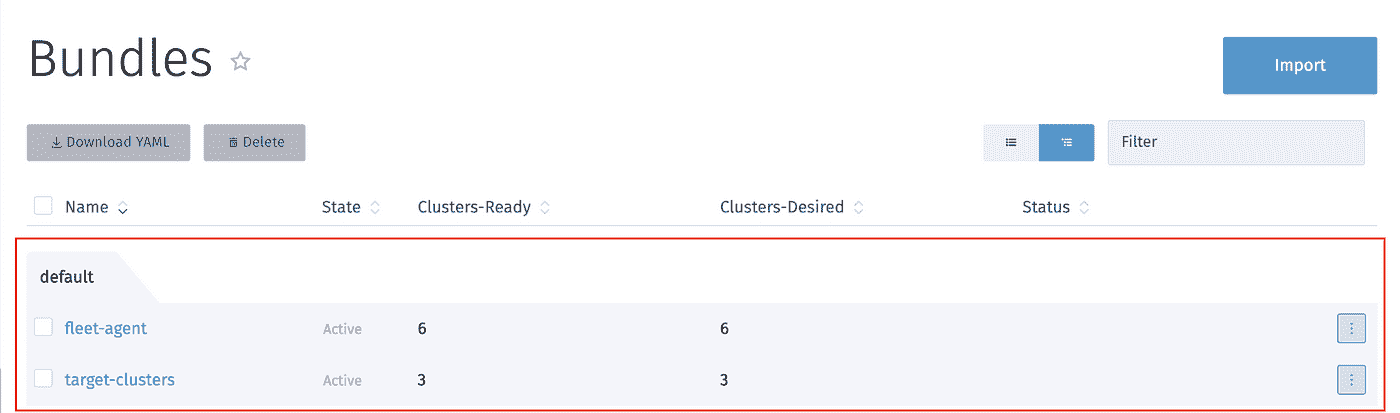 Bundles
Import
Download YAML Delete Filter
Name State Clusters-Ready Clusters-Desired Status
default
fleet-agent Active 6 6
target-clusters Active 3 3